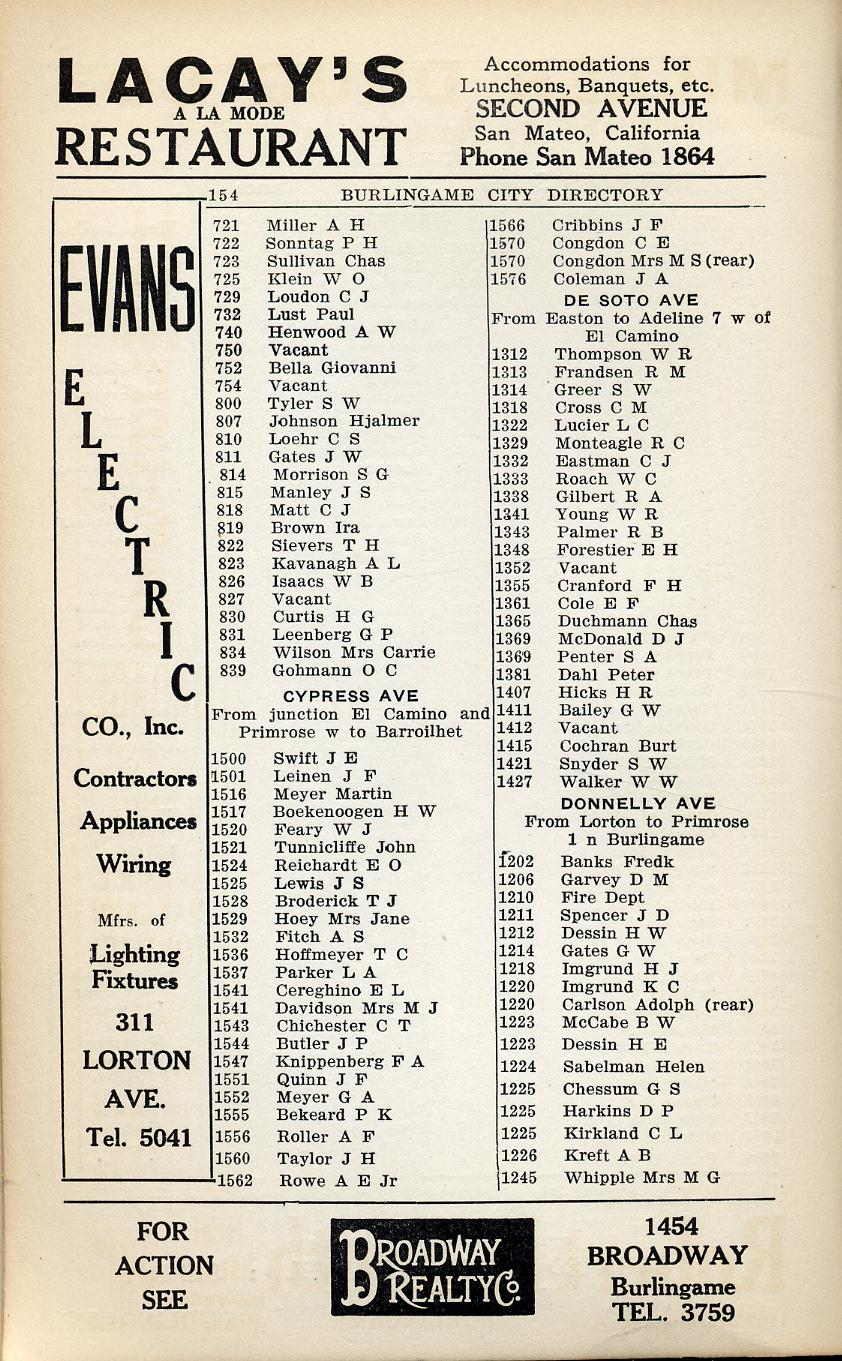 LACAY'S
A LA MODE
RESTAURANT
Accommodations for
Luncheons, Banquets, etc.
SECOND AVENUE
San Mateo, California
Phone San Mateo 1864
154 BURLINGAME CITY DIRECTORY
EVANS
ELECTRIC
CO., Inc.
Contractors
Appliances
Wiring
Mfrs. of
Lighting
Fixtures
311
LORTON
AVE.
Tel. 5041
721 Miller A H
722 Sonntag P H
723 Sullivan Chas
725 Klein W O
729 Loudon C J
732 Lust Paul
740 Henwood A W
750 Vacant
752 Bella Giovanni
754 Vacant
800 Tyler S W
807 Johnson Hjalmer
810 Loehr C S
811 Gates J W
814 Morrison S G
815 Manley J S
818 Matt C J
819 Brown Ira
822 Sievers T H
823 Kavanagh A L
826 Isaacs W B
827 Vacant
830 Curtis H G
831 Leenberg G P
834 Wilson Mrs Carrie
839 Gohmann O C
CYPRESS AVE
From junction El Camino and
Primrose w to Barroilhet
1500 Swift J E
1501 Leinen J F
1516 Meyer Martin
1517 Boekenoogen H W
1520 Feary W J
1521 Tunnicliffe John
1524 Reichardt E O
1525 Lewis J S
1528 Broderick T J
1529 Hoey Mrs Jane
1532 Fitch A S
1536 Hoffmeyer T C
1537 Parker L A
1541 Cereghino E L
1541 Davidson Mrs M J
1543 Chichester C T
1544 Butler J P
1547 Knippenberg F A
1551 Quinn J F
1552 Meyer G A
1555 Bekeard P K
1556 Roller A F
1560 Taylor J H
1562 Rowe A E Jr
1566 Cribbins J F
1570 Congdon C E
1570 Congdon Mrs M S (rear)
1576 Coleman J A
DE SOTO AVE
From Easton to Adeline 7 w of
El Camino
1312 Thompson W R
1313 Frandsen R M
1314 Greer S W
1318 Cross C M
1322 Lucier L C
1329 Monteagle R C
1332 Eastman C J
1333 Roach W C
1338 Gilbert R A
1341 Young W R
1343 Palmer R B
1348 Forestier E H
1352 Vacant
1355 Cranford F H
1361 Cole E F
1365 Duchmann Chas
1369 McDonald D J
1369 Penter S A
1381 Dahl Peter
1407 Hicks H R
1411 Bailey G W
1412 Vacant
1415 Cochran Burt
1421 Snyder S W
1427 Walker W W
DONNELLY AVE
From Lorton to Primrose
1 n Burlingame
1202 Banks Fredk
1206 Garvey D M
1210 Fire Dept
1211 Spencer J D
1212 Dessin H W
1214 Gates G W
1218 Imgrund H J
1220 Imgrund K C
1220 Carlson Adolph (rear)
1223 McCabe B W
1223 Dessin H E
1224 Sabelman Helen
1225 Chessum G S
1225 Harkins D P
1225 Kirkland C L
1226 Kreft A B
1245 Whipple Mrs M G
FOR
ACTION
SEE
BROADWAY
REALTY CO.
1454
BROADWAY
Burlingame
TEL. 3759